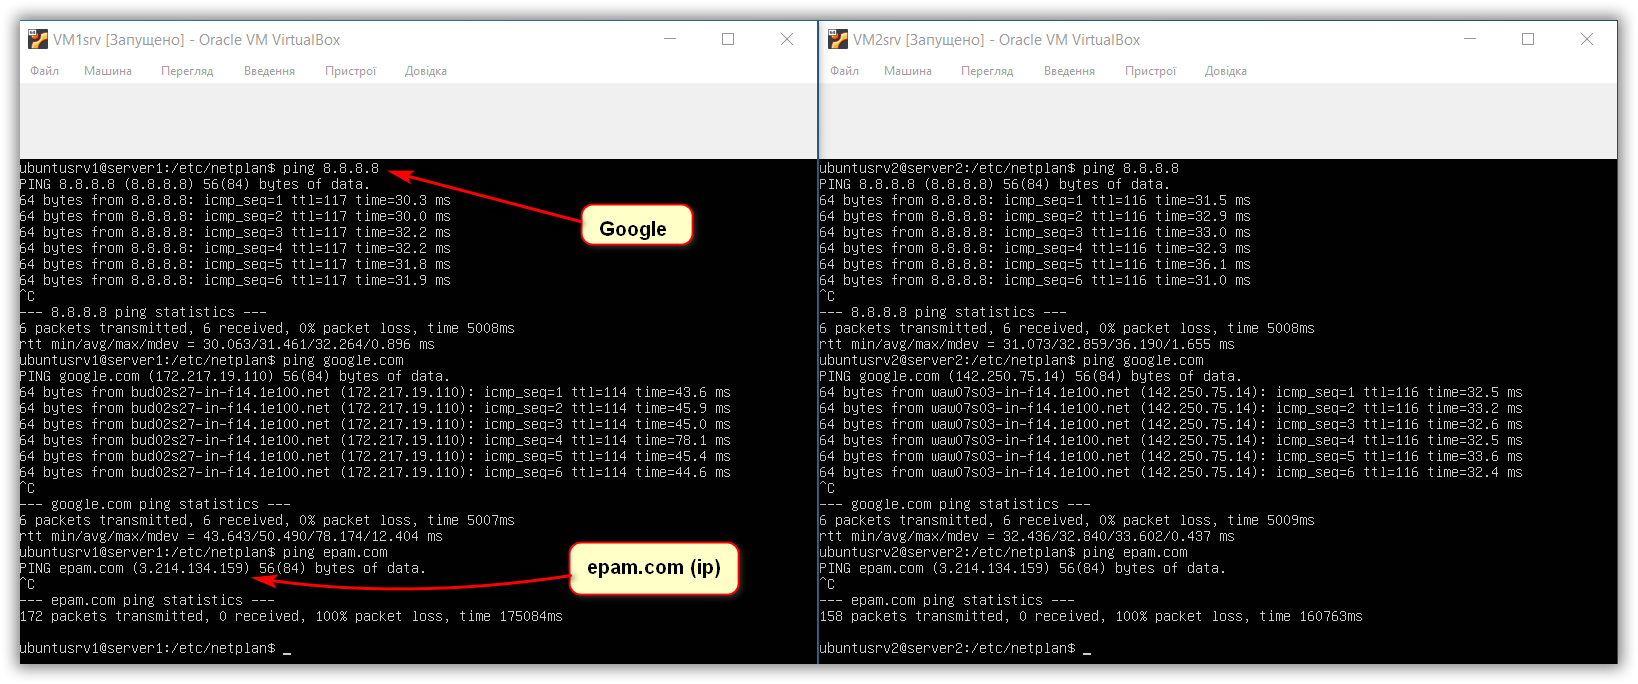 VM1srv [Запущено] - Oracle VM VirtualBox
Файл Машина Перегляд Введення Пристрої Довідка
ubuntusrv1@server1:/etc/netplan$ ping 8.8.8.8
PING 8.8.8.8 (8.8.8.8) 56(84) bytes of data.
64 bytes from 8.8.8.8: icmp_seq=1 ttl=117 time=30.3 ms
64 bytes from 8.8.8.8: icmp_seq=2 ttl=117 time=30.0 ms
64 bytes from 8.8.8.8: icmp_seq=3 ttl=117 time=32.2 ms
64 bytes from 8.8.8.8: icmp_seq=4 ttl=117 time=32.2 ms
64 bytes from 8.8.8.8: icmp_seq=5 ttl=117 time=31.8 ms
64 bytes from 8.8.8.8: icmp_seq=6 ttl=117 time=31.9 ms
^C
--- 8.8.8.8 ping statistics ---
6 packets transmitted, 6 received, 0% packet loss, time 5008ms
rtt min/avg/max/mdev = 30.063/31.461/32.264/0.896 ms
ubuntusrv1@server1:/etc/netplan$ ping google.com
PING google.com (172.217.19.110) 56(84) bytes of data.
64 bytes from bud02s27-in-f14.1e100.net (172.217.19.110): icmp_seq=1 ttl=114 time=43.6 ms
64 bytes from bud02s27-in-f14.1e100.net (172.217.19.110): icmp_seq=2 ttl=114 time=45.9 ms
64 bytes from bud02s27-in-f14.1e100.net (172.217.19.110): icmp_seq=3 ttl=114 time=45.0 ms
64 bytes from bud02s27-in-f14.1e100.net (172.217.19.110): icmp_seq=4 ttl=114 time=78.1 ms
64 bytes from bud02s27-in-f14.1e100.net (172.217.19.110): icmp_seq=5 ttl=114 time=45.4 ms
64 bytes from bud02s27-in-f14.1e100.net (172.217.19.110): icmp_seq=6 ttl=114 time=44.6 ms
^C
--- google.com ping statistics ---
6 packets transmitted, 6 received, 0% packet loss, time 5007ms
rtt min/avg/max/mdev = 43.643/50.490/78.174/12.404 ms
ubuntusrv1@server1:/etc/netplan$ ping epam.com
PING epam.com (3.214.134.159) 56(84) bytes of data.
^C
--- epam.com ping statistics ---
172 packets transmitted, 0 received, 100% packet loss, time 175084ms
ubuntusrv1@server1:/etc/netplan$ _
Google
epam.com (ip)
VM2srv [Запущено] - Oracle VM VirtualBox
Файл Машина Перегляд Введення Пристрої Довідка
ubuntusrv2@server2:/etc/netplan$ ping 8.8.8.8
PING 8.8.8.8 (8.8.8.8) 56(84) bytes of data.
64 bytes from 8.8.8.8: icmp_seq=1 ttl=116 time=31.5 ms
64 bytes from 8.8.8.8: icmp_seq=2 ttl=116 time=32.9 ms
64 bytes from 8.8.8.8: icmp_seq=3 ttl=116 time=33.0 ms
64 bytes from 8.8.8.8: icmp_seq=4 ttl=116 time=32.3 ms
64 bytes from 8.8.8.8: icmp_seq=5 ttl=116 time=36.1 ms
64 bytes from 8.8.8.8: icmp_seq=6 ttl=116 time=31.0 ms
^C
--- 8.8.8.8 ping statistics ---
6 packets transmitted, 6 received, 0% packet loss, time 5008ms
rtt min/avg/max/mdev = 31.073/32.859/36.190/1.655 ms
ubuntusrv2@server2:/etc/netplan$ ping google.com
PING google.com (142.250.75.14) 56(84) bytes of data.
64 bytes from waw07s03-in-f14.1e100.net (142.250.75.14): icmp_seq=1 ttl=116 time=32.5 ms
64 bytes from waw07s03-in-f14.1e100.net (142.250.75.14): icmp_seq=2 ttl=116 time=33.2 ms
64 bytes from waw07s03-in-f14.1e100.net (142.250.75.14): icmp_seq=3 ttl=116 time=32.6 ms
64 bytes from waw07s03-in-f14.1e100.net (142.250.75.14): icmp_seq=4 ttl=116 time=32.5 ms
64 bytes from waw07s03-in-f14.1e100.net (142.250.75.14): icmp_seq=5 ttl=116 time=33.6 ms
64 bytes from waw07s03-in-f14.1e100.net (142.250.75.14): icmp_seq=6 ttl=116 time=32.4 ms
^C
--- google.com ping statistics ---
6 packets transmitted, 6 received, 0% packet loss, time 5009ms
rtt min/avg/max/mdev = 32.436/32.840/33.602/0.437 ms
ubuntusrv2@server2:/etc/netplan$ ping epam.com
PING epam.com (3.214.134.159) 56(84) bytes of data.
^C
--- epam.com ping statistics ---
158 packets transmitted, 0 received, 100% packet loss, time 160763ms
ubuntusrv2@server2:/etc/netplan$ _